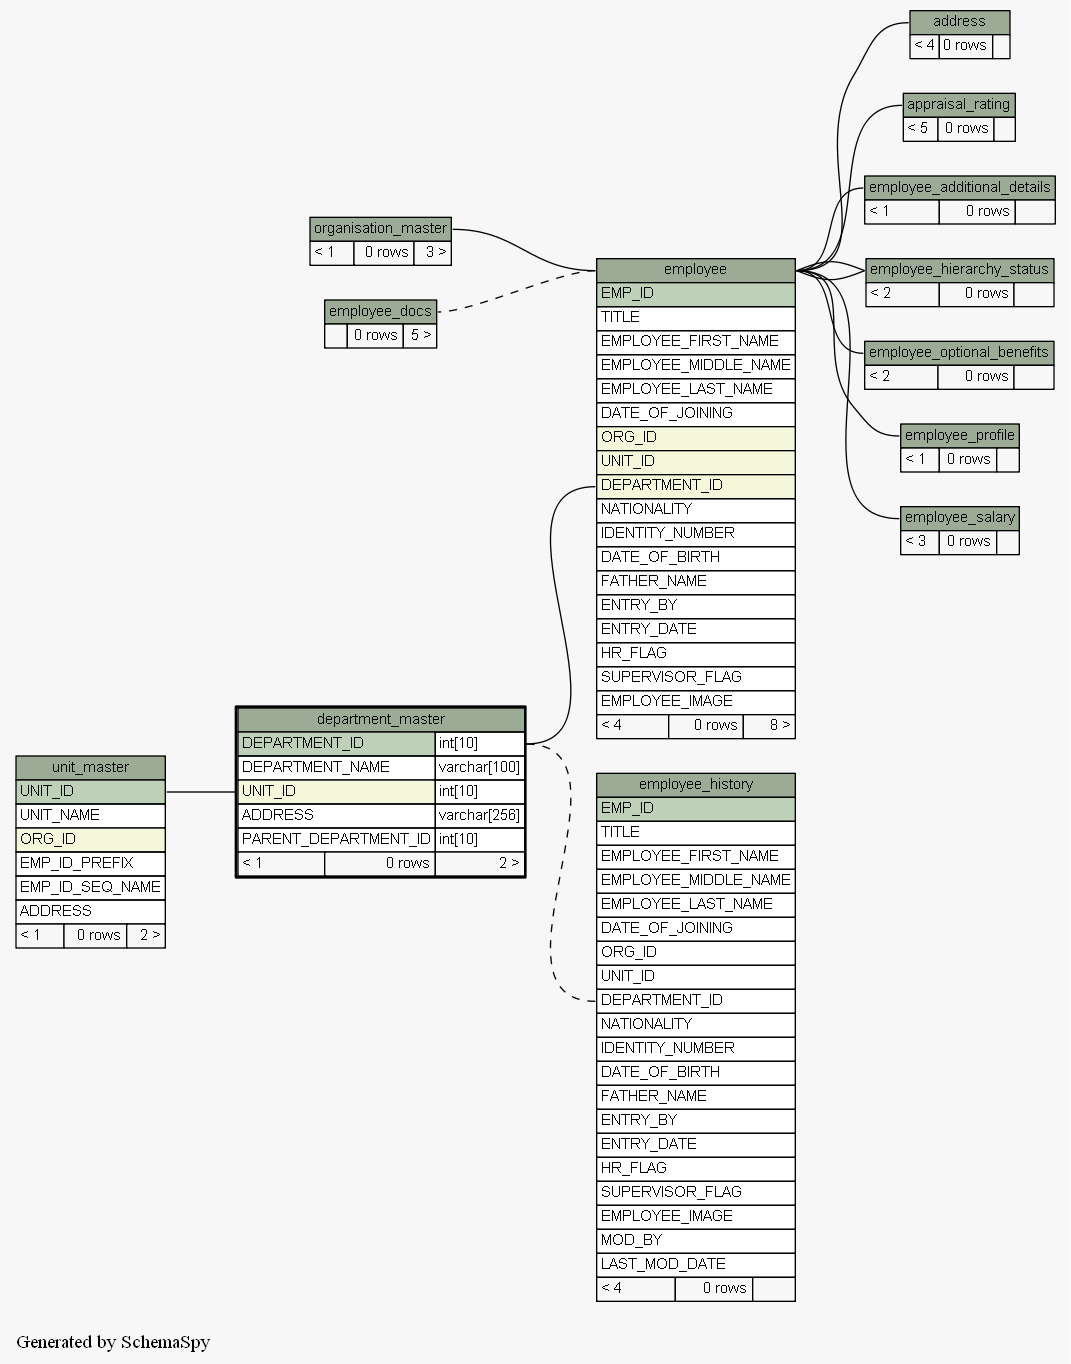 address
< 4 0 rows
appraisal_rating
< 5 0 rows
employee_additional_details
< 1 0 rows
organisation_master
< 1 0 rows 3 >
employee_hierarchy_status
< 2 0 rows
employee_docs
0 rows 5 >
employee_optional_benefits
< 2 0 rows
employee_profile
< 1 0 rows
employee_salary
< 3 0 rows
employee
EMP_ID
TITLE
EMPLOYEE_FIRST_NAME
EMPLOYEE_MIDDLE_NAME
EMPLOYEE_LAST_NAME
DATE_OF_JOINING
ORG_ID
UNIT_ID
DEPARTMENT_ID
NATIONALITY
IDENTITY_NUMBER
DATE_OF_BIRTH
FATHER_NAME
ENTRY_BY
ENTRY_DATE
HR_FLAG
SUPERVISOR_FLAG
EMPLOYEE_IMAGE
< 4 0 rows 8 >
department_master
DEPARTMENT_ID int[10]
DEPARTMENT_NAME varchar[100]
UNIT_ID int[10]
ADDRESS varchar[256]
PARENT_DEPARTMENT_ID int[10]
< 1 0 rows 2 >
unit_master
UNIT_ID
UNIT_NAME
ORG_ID
EMP_ID_PREFIX
EMP_ID_SEQ_NAME
ADDRESS
< 1 0 rows 2 >
employee_history
EMP_ID
TITLE
EMPLOYEE_FIRST_NAME
EMPLOYEE_MIDDLE_NAME
EMPLOYEE_LAST_NAME
DATE_OF_JOINING
ORG_ID
UNIT_ID
DEPARTMENT_ID
NATIONALITY
IDENTITY_NUMBER
DATE_OF_BIRTH
FATHER_NAME
ENTRY_BY
ENTRY_DATE
HR_FLAG
SUPERVISOR_FLAG
EMPLOYEE_IMAGE
MOD_BY
LAST_MOD_DATE
< 4 0 rows
Generated by SchemaSpy